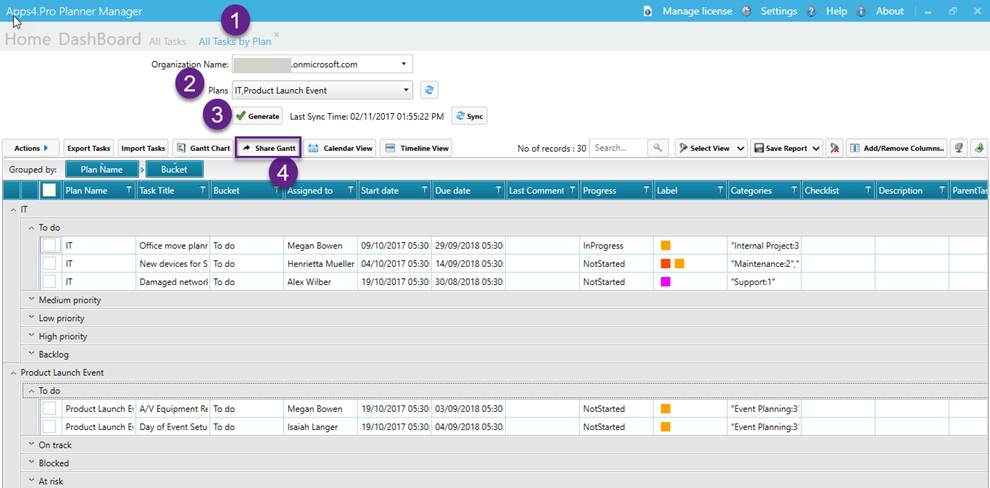 Apps4.Pro Planner Manager
Manage license
Settings
Help
About
1
Home DashBoard All Tasks All Tasks by Plan
Organization Name: .onmicrosoft.com
2
Plans IT,Product Launch Event
3
Generate Last Sync Time: 02/11/2017 01:55:22 PM Sync
Actions Export Tasks Import Tasks Gantt Chart Share Gantt Calendar View Timeline View No of records : 30 Search... Select View Save Report Add/Remove Columns..
4
Grouped by: Plan Name Bucket
Plan Name Task Title Bucket Assigned to Start date Due date Last Comment Progress Label Categories Checklist Description ParentTas
IT
To do
IT Office move plann To do Megan Bowen 09/10/2017 05:30: 29/09/2018 05:30: InProgress "Internal Project:3
IT New devices for S To do Henrietta Mueller 04/10/2017 05:30: 14/09/2018 05:30: NotStarted "Maintenance:2","
IT Damaged network To do Alex Wilber 19/10/2017 05:30: 30/08/2018 05:30: NotStarted "Support:1"
Medium priority
Low priority
High priority
Backlog
Product Launch Event
To do
Product Launch Ev A/V Equipment Re To do Megan Bowen 19/10/2017 05:30: 03/09/2018 05:30: NotStarted "Event Planning:3"
Product Launch Ev Day of Event Setu To do Isaiah Langer 19/10/2017 05:30: 04/09/2018 05:30: NotStarted "Event Planning:3"
On track
Blocked
At risk